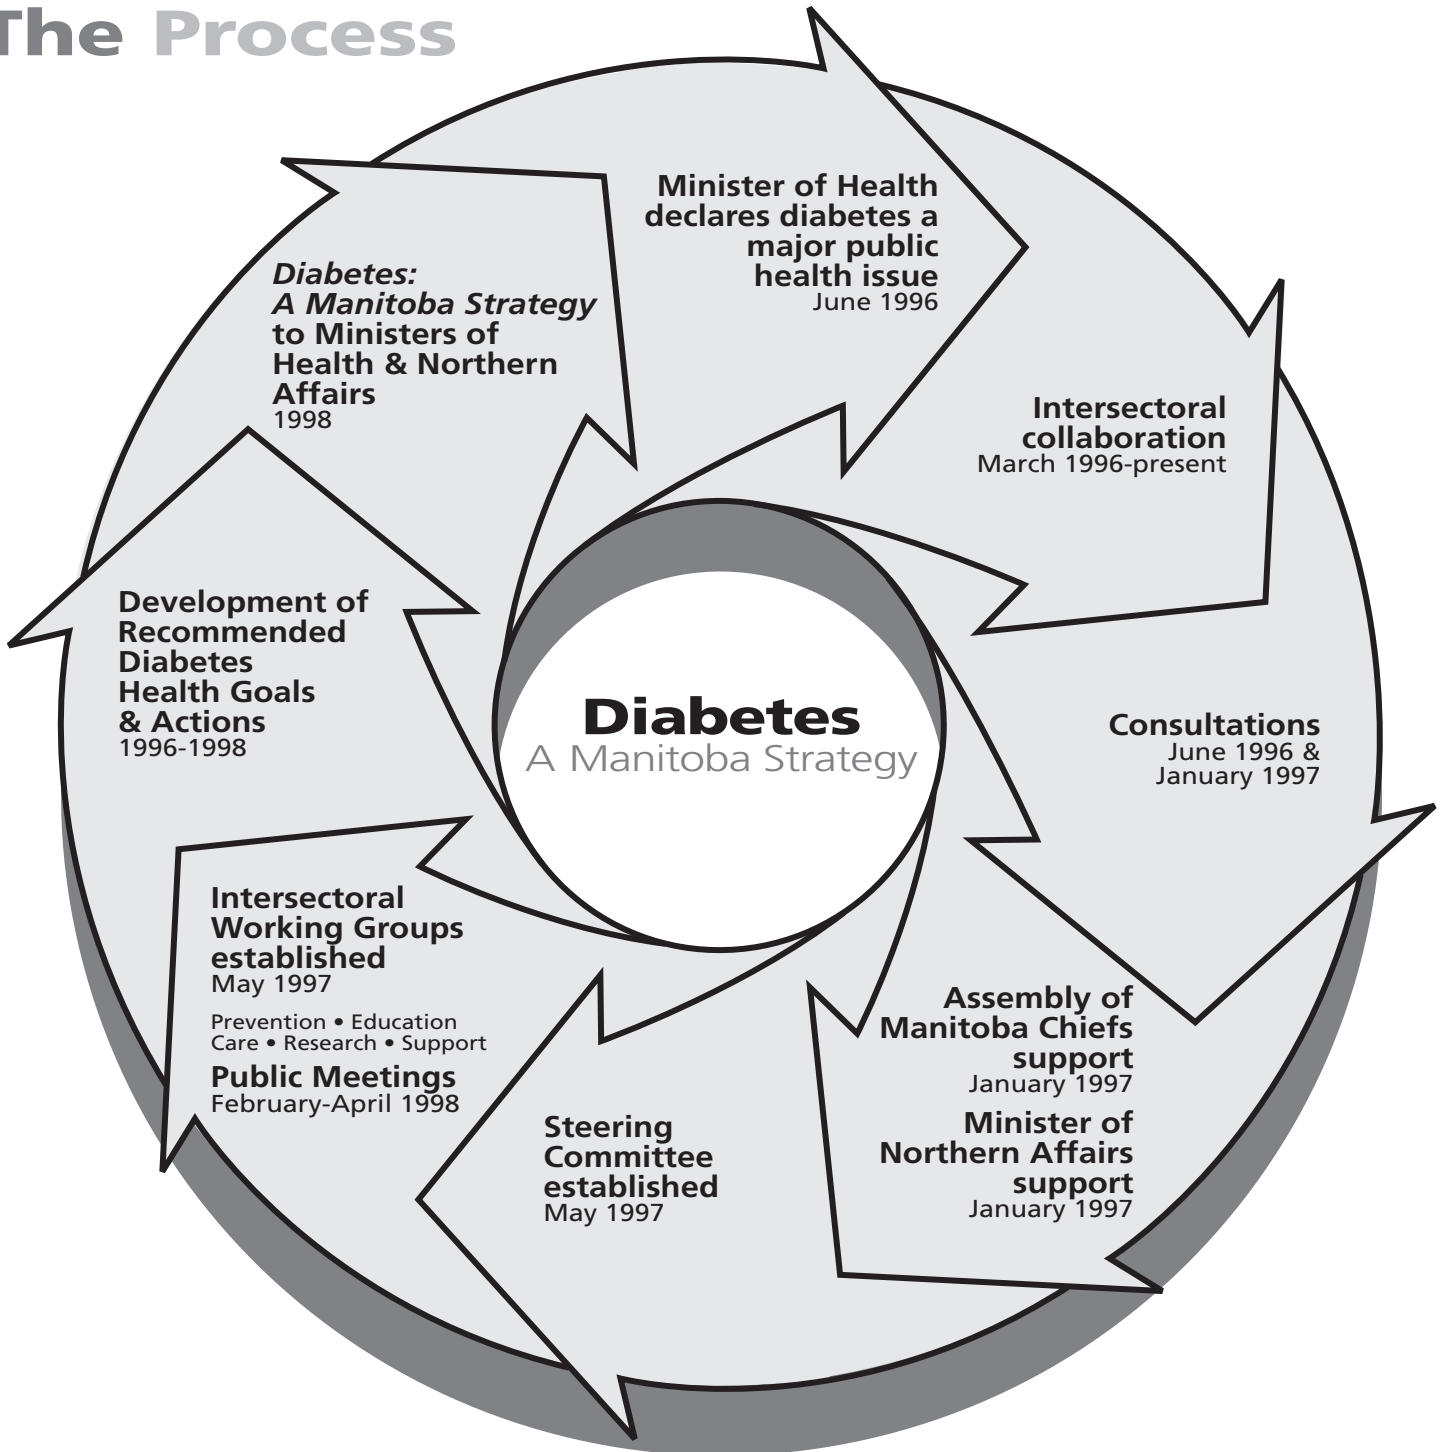 The Process
Minister of Health
declares diabetes a
major public
health issue
June 1996
Intersectoral
collaboration
March 1996-present
Consultations
June 1996 &
January 1997
Assembly of
Manitoba Chiefs
support
January 1997
Minister of
Northern Affairs
support
January 1997
Steering
Committee
established
May 1997
Intersectoral
Working Groups
established
May 1997
Prevention • Education
Care • Research • Support
Public Meetings
February-April 1998
Development of
Recommended
Diabetes
Health Goals
& Actions
1996-1998
Diabetes:
A Manitoba Strategy
to Ministers of
Health & Northern
Affairs
1998
Diabetes
A Manitoba Strategy